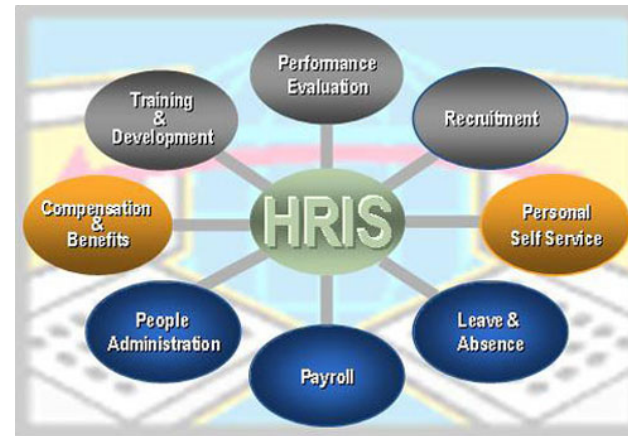 Performance
Evaluation
Training
&
Development
Recruitment
HRIS
Compensation
&
Benefits
Personal
Self Service
People
Administration
Leave &
Absence
Payroll